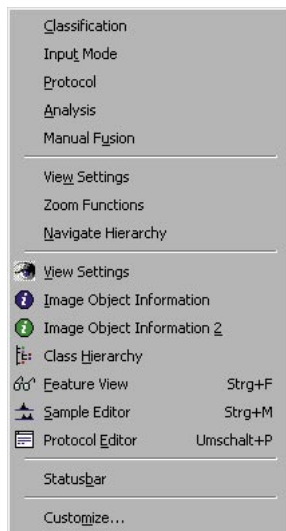 Classification
Input Mode
Protocol
Analysis
Manual Fusion
View Settings
Zoom Functions
Navigate Hierarchy
View Settings
Image Object Information
Image Object Information 2
Class Hierarchy
Feature View Strg+F
Sample Editor Strg+M
Protocol Editor Umschalt+P
Statusbar
Customize...